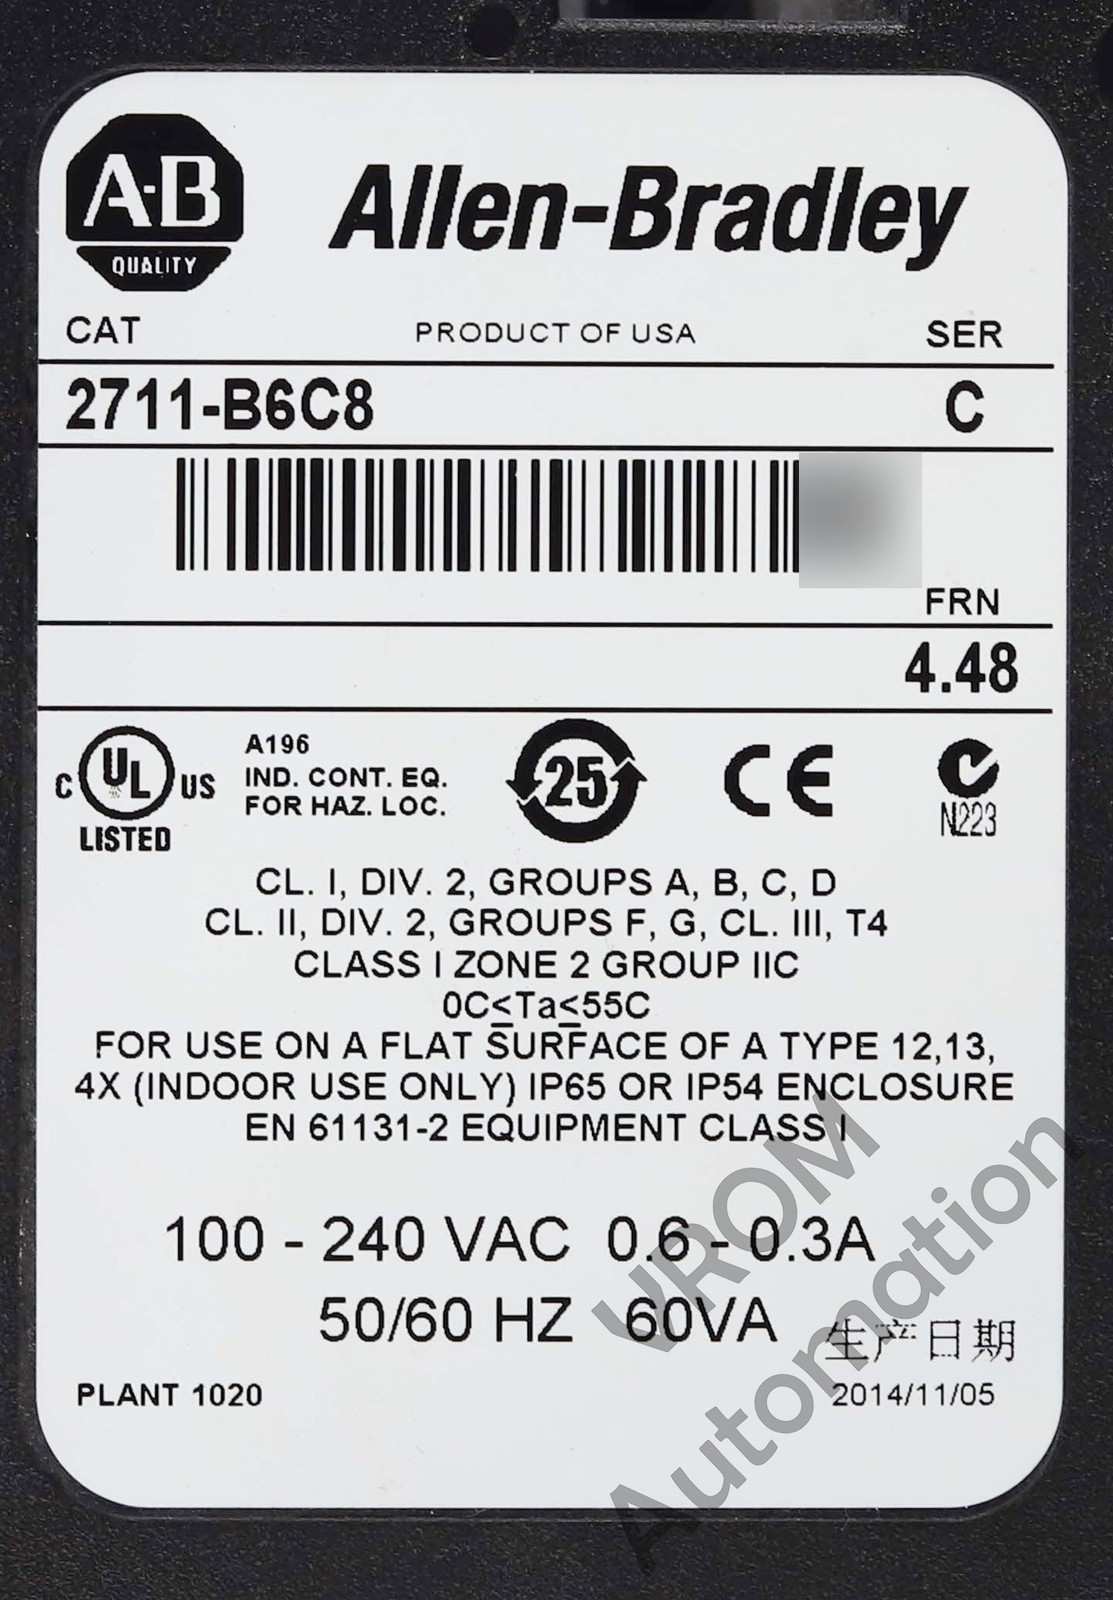 A-B
QUALITY
Allen-Bradley
CAT PRODUCT OF USA SER
2711-B6C8 C
FRN
4.48
C UL US
LISTED
A196
IND. CONT. EQ.
FOR HAZ. LOC.
25
CE
N223
CL. I, DIV. 2, GROUPS A, B, C, D
CL. II, DIV. 2, GROUPS F, G, CL. III, T4
CLASS I ZONE 2 GROUP IIC
0C≤Ta≤55C
FOR USE ON A FLAT SURFACE OF A TYPE 12,13,
4X (INDOOR USE ONLY) IP65 OR IP54 ENCLOSURE
EN 61131-2 EQUIPMENT CLASS I
100 - 240 VAC 0.6 - 0.3A
50/60 HZ 60VA
生产日期
PLANT 1020 2014/11/05
VROM
Automation